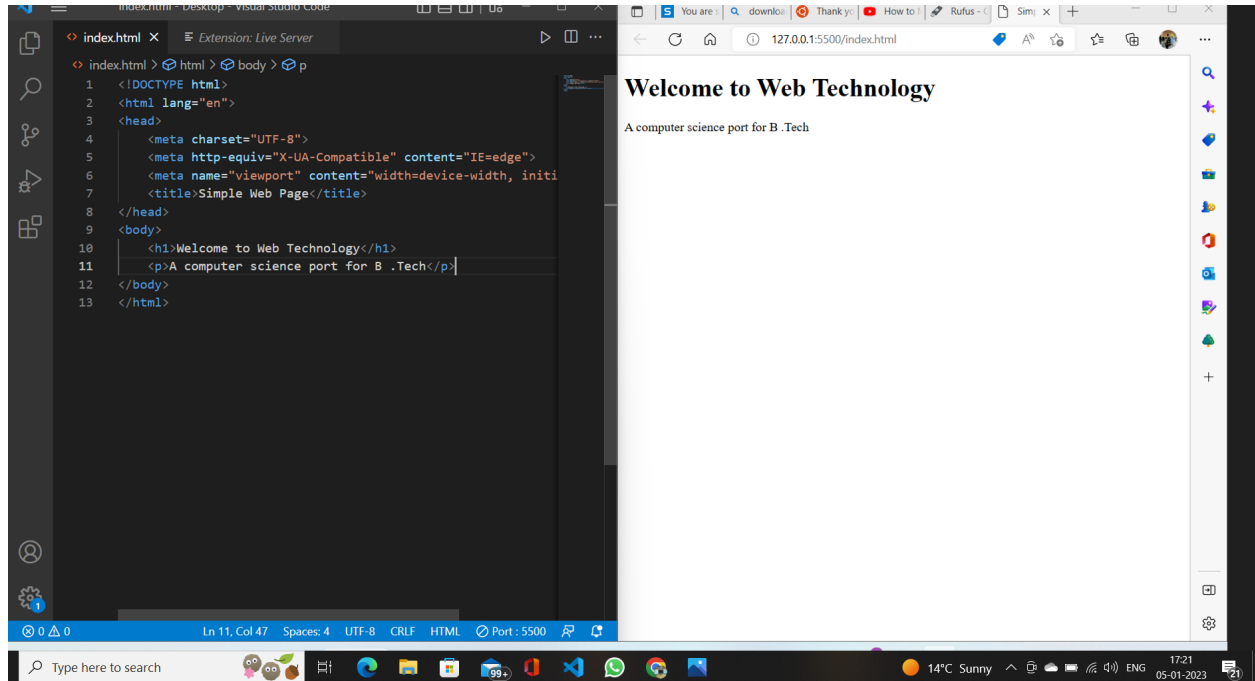 index.html - Desktop - Visual Studio Code
index.html
Extension: Live Server
index.html > html > body > p
1 <!DOCTYPE html>
2 <html lang="en">
3 <head>
4 <meta charset="UTF-8">
5 <meta http-equiv="X-UA-Compatible" content="IE=edge">
6 <meta name="viewport" content="width=device-width, initi
7 <title>Simple Web Page</title>
8 </head>
9 <body>
10 <h1>Welcome to Web Technology</h1>
11 <p>A computer science port for B .Tech</p>
12 </body>
13 </html>
1
0 0 Ln 11, Col 47 Spaces: 4 UTF-8 CRLF HTML Port : 5500
S You are downloa Thank yo How to Rufus - Sim
127.0.0.1:5500/index.html
Welcome to Web Technology
A computer science port for B .Tech
Type here to search 99+ 14°C Sunny ENG 17:21
05-01-2023 21